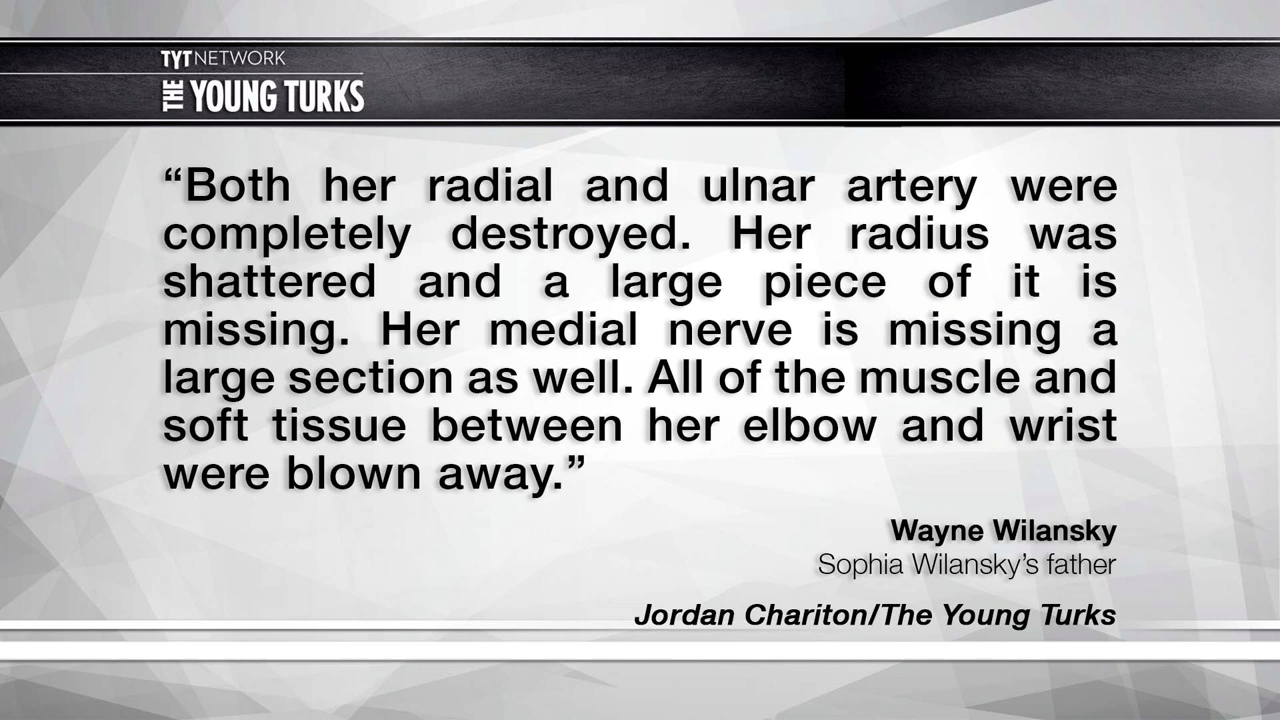 TYT NETWORK
THE YOUNG TURKS
“Both her radial and ulnar artery were
completely destroyed. Her radius was
shattered and a large piece of it is
missing. Her medial nerve is missing a
large section as well. All of the muscle and
soft tissue between her elbow and wrist
were blown away.”
Wayne Wilansky
Sophia Wilansky’s father
Jordan Chariton/The Young Turks